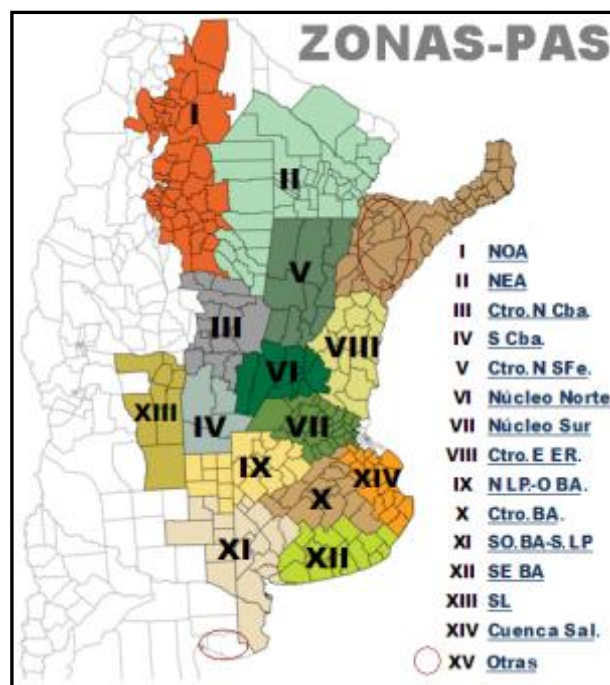 ZONAS-PAS
I
II
V
III
VIII
VI
XIII
IV
VII
IX
XIV
X
XI
XII
I NOA
II NEA
III Ctro.N Cba.
IV S Cba.
V Ctro.N SFe.
VI Núcleo Norte
VII Núcleo Sur
VIII Ctro.E ER.
IX N LP.-O BA.
X Ctro.BA.
XI SO.BA-S.LP
XII SE BA
XIII SL
XIV Cuenca Sal.
XV Otras